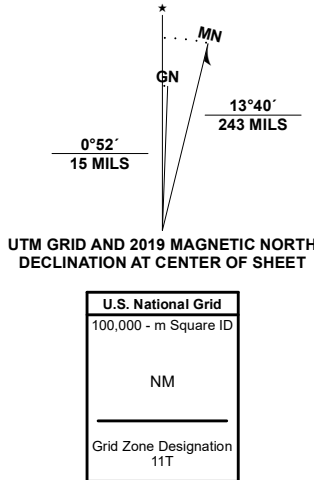 ★
MN
GN
13°40´
243 MILS
0°52´
15 MILS
UTM GRID AND 2019 MAGNETIC NORTH
DECLINATION AT CENTER OF SHEET
U.S. National Grid
100,000 - m Square ID
NM
Grid Zone Designation
11T